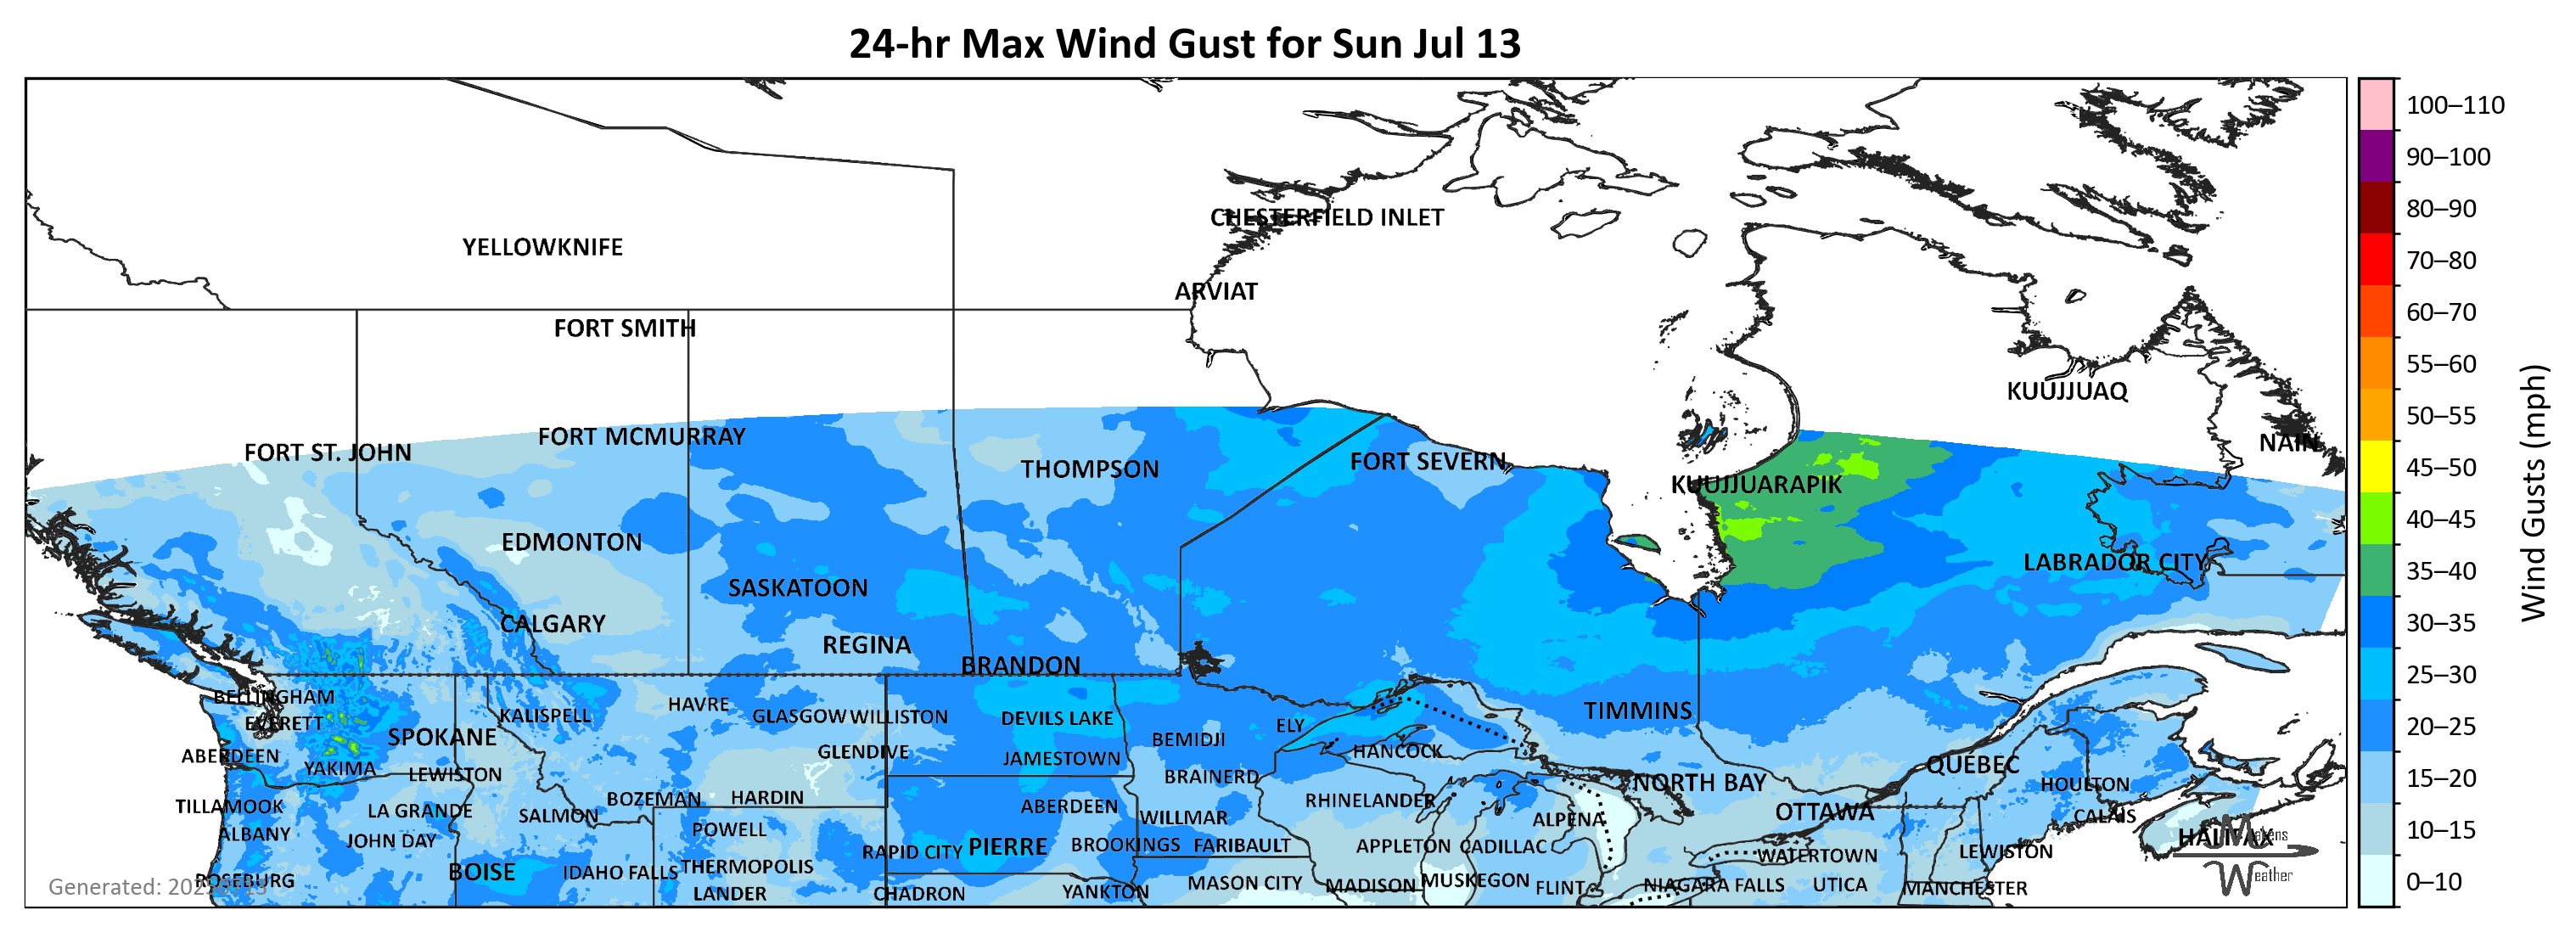 24-hr Max Wind Gust for Sun Jul 13
100–110
90–100
80–90
70–80
60–70
55–60
50–55
45–50
40–45
35–40
30–35
25–30
20–25
15–20
10–15
0–10
Wind Gusts (mph)
CHESTERFIELD INLET
YELLOWKNIFE
ARVIAT
FORT SMITH
KUUJJUAQ
FORT MCMURRAY
NAIN
FORT ST. JOHN
THOMPSON
FORT SEVERN
KUUJJUARAPIK
EDMONTON
LABRADOR CITY
SASKATOON
CALGARY
REGINA
BRANDON
BELLINGHAM
HAVRE
KALISPELL
GLASGOW
WILLISTON
DEVILS LAKE
TIMMINS
EVERETT
ELY
SPOKANE
BEMIDJI
ABERDEEN
GLENDIVE
JAMESTOWN
HANCOCK
QUEBEC
YAKIMA
LEWISTON
BRAINERD
NORTH BAY
HOULTON
TILLAMOOK
LA GRANDE
SALMON
BOZEMAN
HARDIN
ABERDEEN
RHINELANDER
OTTAWA
WILLMAR
ALPENA
CALAIS
ALBANY
JOHN DAY
POWELL
HALIFAX
RAPID CITY
PIERRE
BROOKINGS
FARIBAULT
APPLETON
CADILLAC
WATERTOWN
LEWISTON
BOISE
IDAHO FALLS
THERMOPOLIS
ROSEBURG
LANDER
CHADRON
YANKTON
MASON CITY
MADISON
MUSKEGON
FLINT
NIAGARA FALLS
UTICA
MANCHESTER
Generated:
Weather